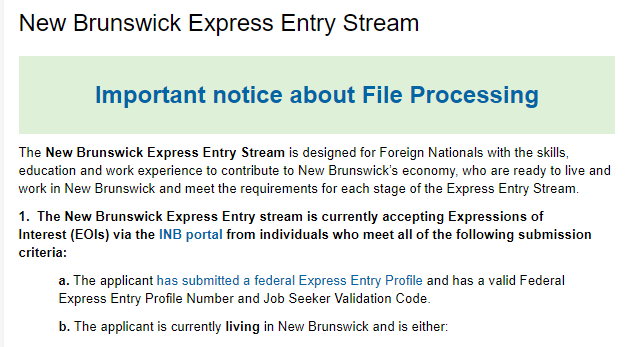 New Brunswick Express Entry Stream
Important notice about File Processing
The New Brunswick Express Entry Stream is designed for Foreign Nationals with the skills,
education and work experience to contribute to New Brunswick's economy, who are ready to live and
work in New Brunswick and meet the requirements for each stage of the Express Entry Stream.
1. The New Brunswick Express Entry stream is currently accepting Expressions of
Interest (EOIs) via the INB portal from individuals who meet all of the following submission
criteria:
a. The applicant has submitted a federal Express Entry Profile and has a valid Federal
Express Entry Profile Number and Job Seeker Validation Code.
b. The applicant is currently living in New Brunswick and is either: